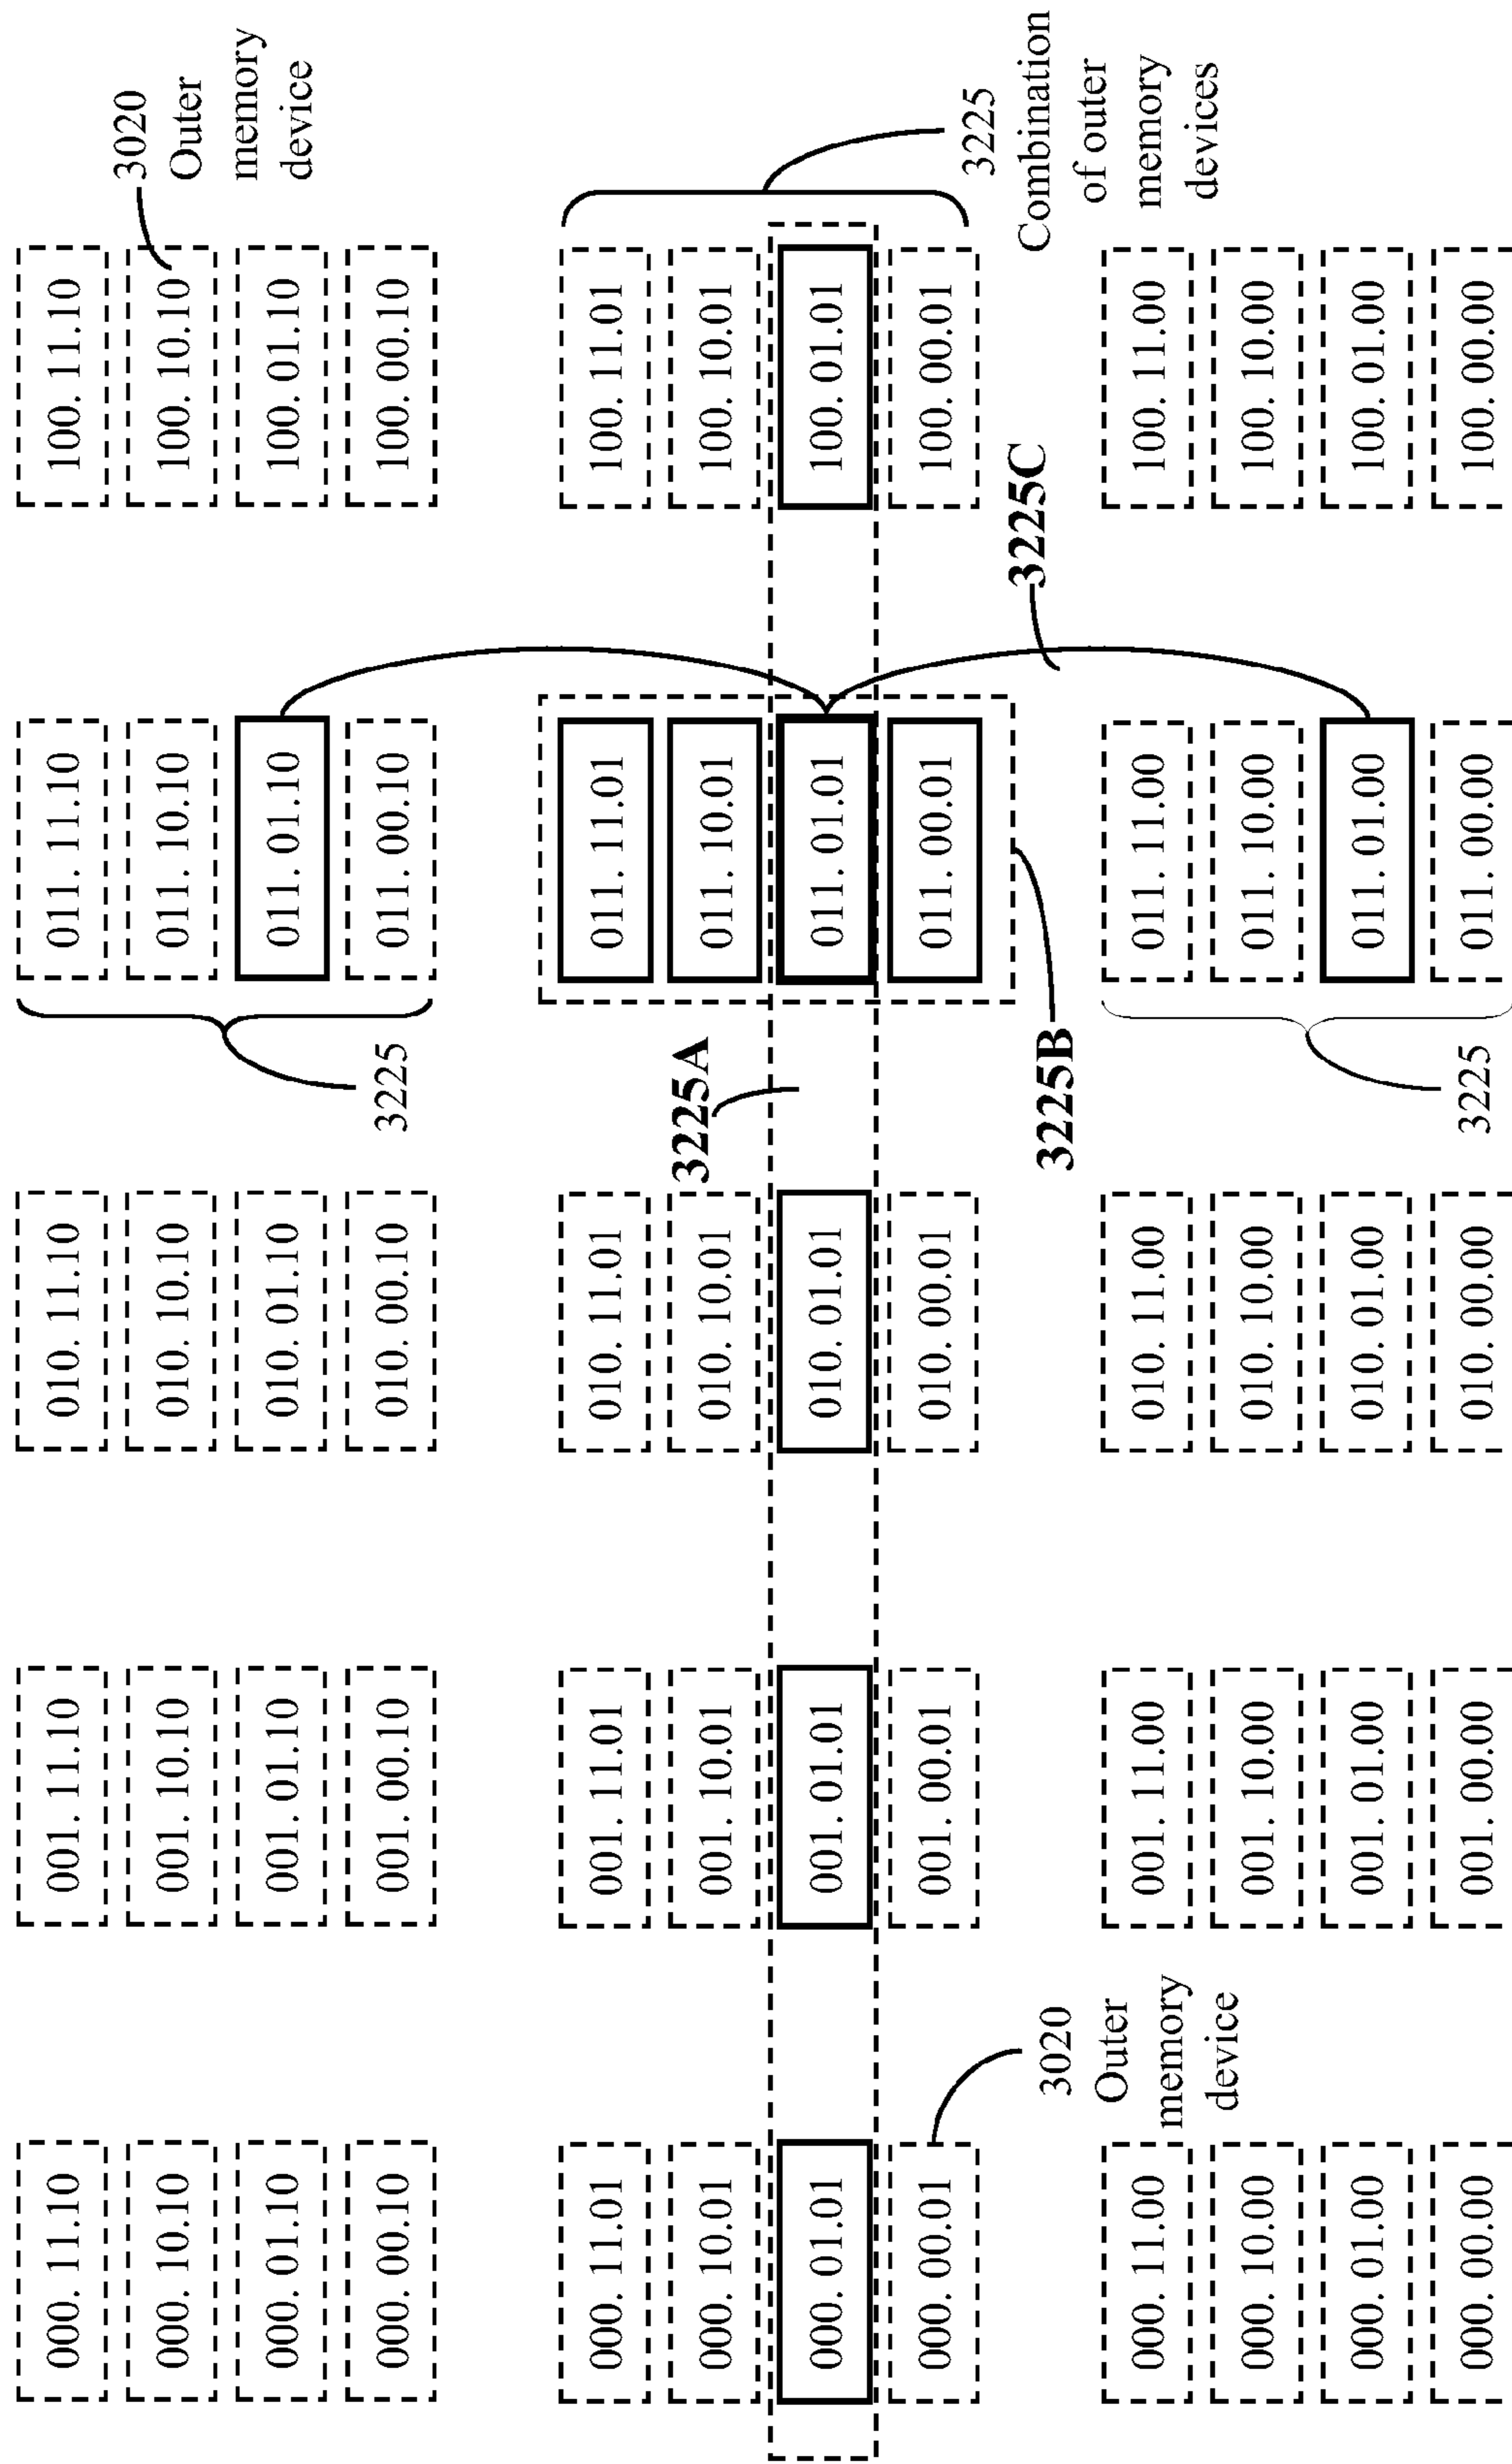 000. 11.10 001. 11.10 010. 11.10 011. 11.10 100. 11.10
3020
Outer
memory
device
000. 10.10 001. 10.10 010. 10.10 011. 10.10 100. 10.10
000. 01.10 001. 01.10 010. 01.10 011. 01.10 100. 01.10
000. 00.10 001. 00.10 010. 00.10 011. 00.10 100. 00.10
3225
000. 11.01 001. 11.01 010. 11.01 011. 11.01 100. 11.01
000. 10.01 001. 10.01 010. 10.01 011. 10.01 100. 10.01
3225A
000. 01.01 001. 01.01 010. 01.01 011. 01.01 100. 01.01
000. 00.01 001. 00.01 010. 00.01 011. 00.01 100. 00.01
3225
Combination
of outer
memory
devices
3225C
3225B
3020
Outer
memory
device
000. 11.00 001. 11.00 010. 11.00 011. 11.00 100. 11.00
000. 10.00 001. 10.00 010. 10.00 011. 10.00 100. 10.00
000. 01.00 001. 01.00 010. 01.00 011. 01.00 100. 01.00
000. 00.00 001. 00.00 010. 00.00 011. 00.00 100. 00.00
3225